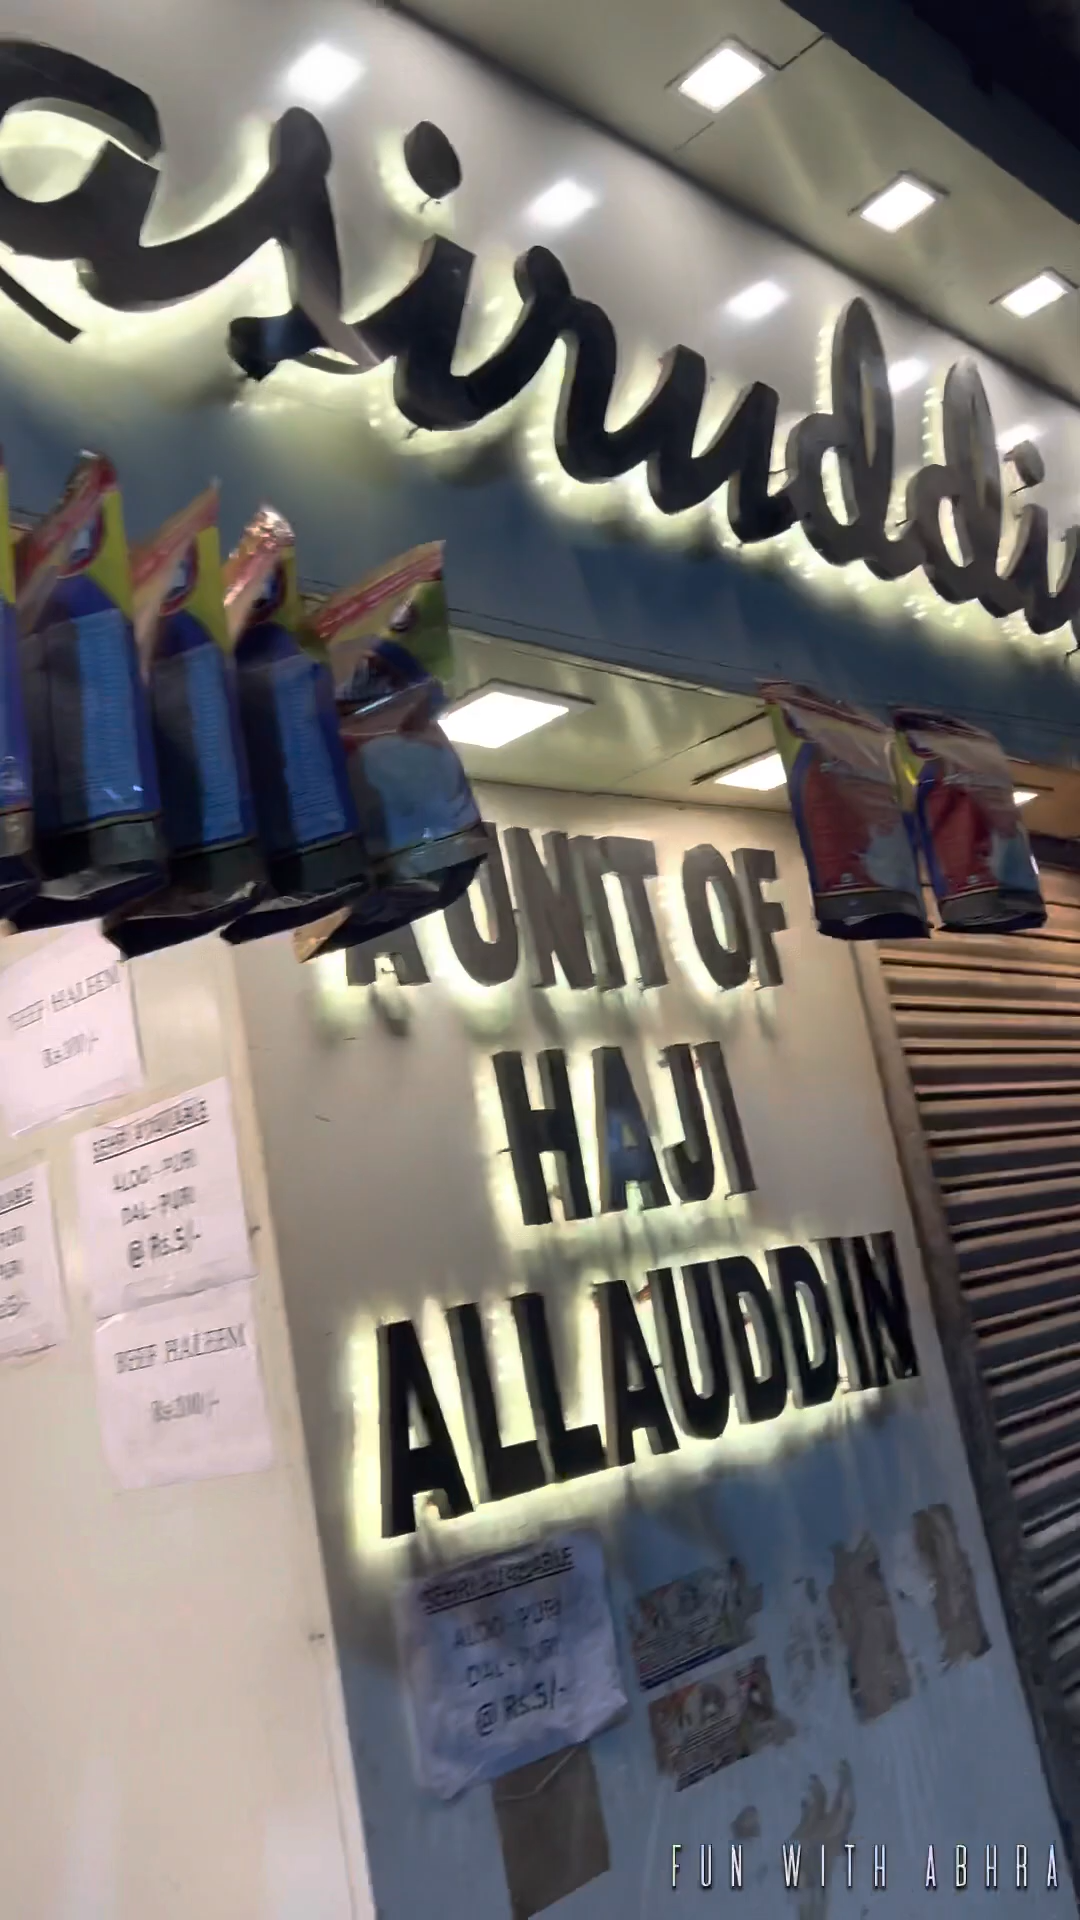 asiruddin
A UNIT OF
HAJI
ALLAUDDIN
BEEF HALEEM
SEHRI AVAILABLE
ALOO-PURI
DAL-PURI
@ Rs.5/-
BEEF HALEEM
SEHRI AVAILABLE
ALOO-PURI
DAL-PURI
@ Rs.5/-
FUN WITH ABHRA